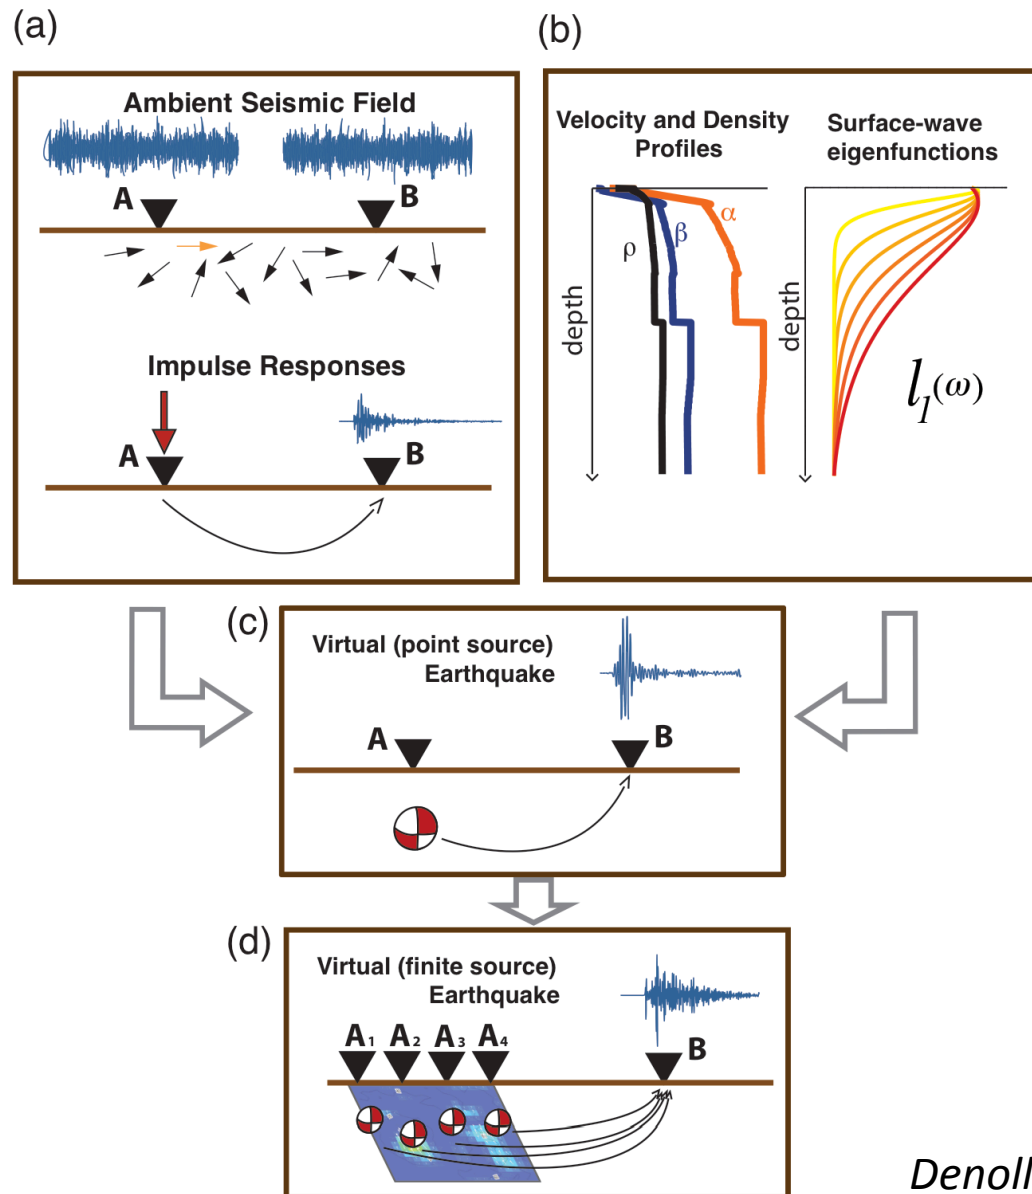 (a)
Ambient Seismic Field
A
B
Impulse Responses
A
B
(b)
Velocity and Density
Profiles
Surface-wave
eigenfunctions
α
β
ρ
depth
depth
l₁(ω)
(c)
Virtual (point source)
Earthquake
A
B
(d)
Virtual (finite source)
Earthquake
A₁ A₂ A₃ A₄
B
Denoll